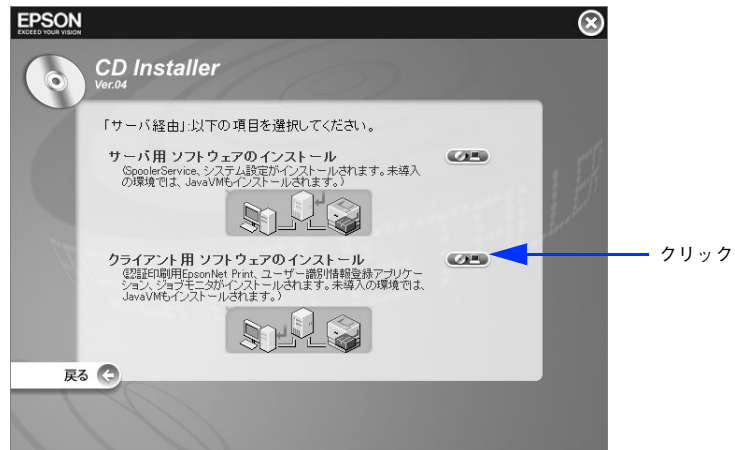 EPSON
EXCEED YOUR VISION
CD Installer
Ver.04
「サーバ経由」:以下の項目を選択してください。
サーバ用 ソフトウェアのインストール
(SpoolerService、システム設定がインストールされます。未導入
の環境では、JavaVMもインストールされます。)
クライアント用 ソフトウェアのインストール
(認証印刷用EpsonNet Print、ユーザー識別情報登録アプリケー
ション、ジョブモニタがインストールされます。未導入の環境では、
JavaVMもインストールされます。)
クリック
戻る